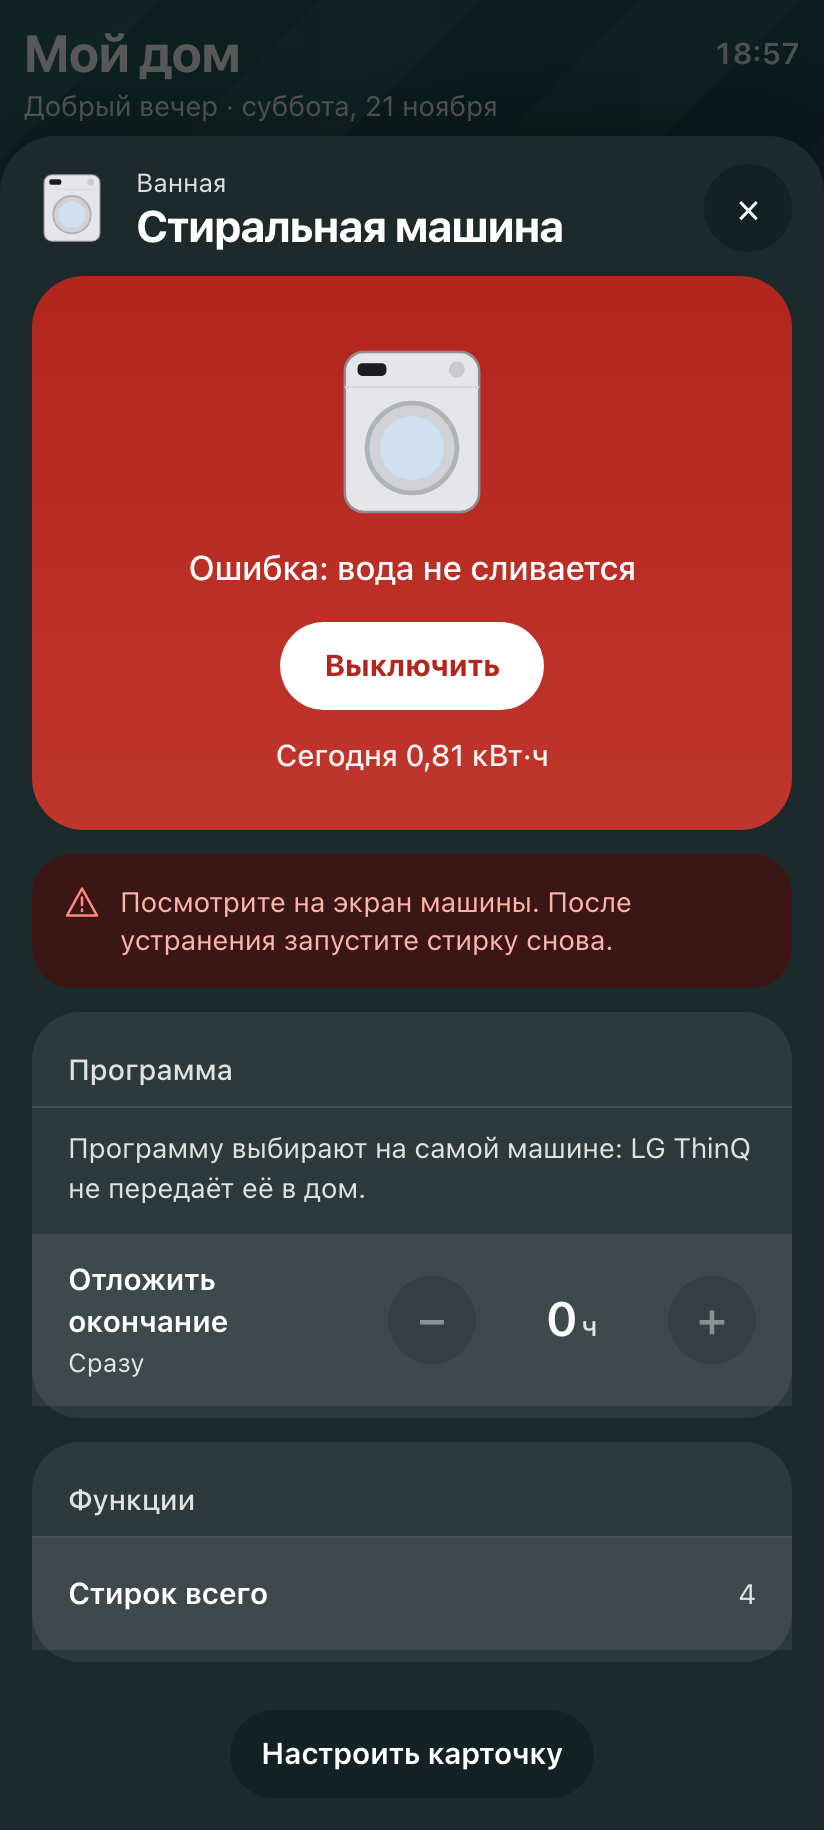 Мой дом
18:57
Добрый вечер · суббота, 21 ноября
Ванная
Стиральная машина
Ошибка: вода не сливается
Выключить
Сегодня 0,81 кВт·ч
Посмотрите на экран машины. После
устранения запустите стирку снова.
Программа
Программу выбирают на самой машине: LG ThinQ
не передаёт её в дом.
Отложить
окончание
Сразу
− 0 ч +
Функции
Стирок всего 4
Настроить карточку